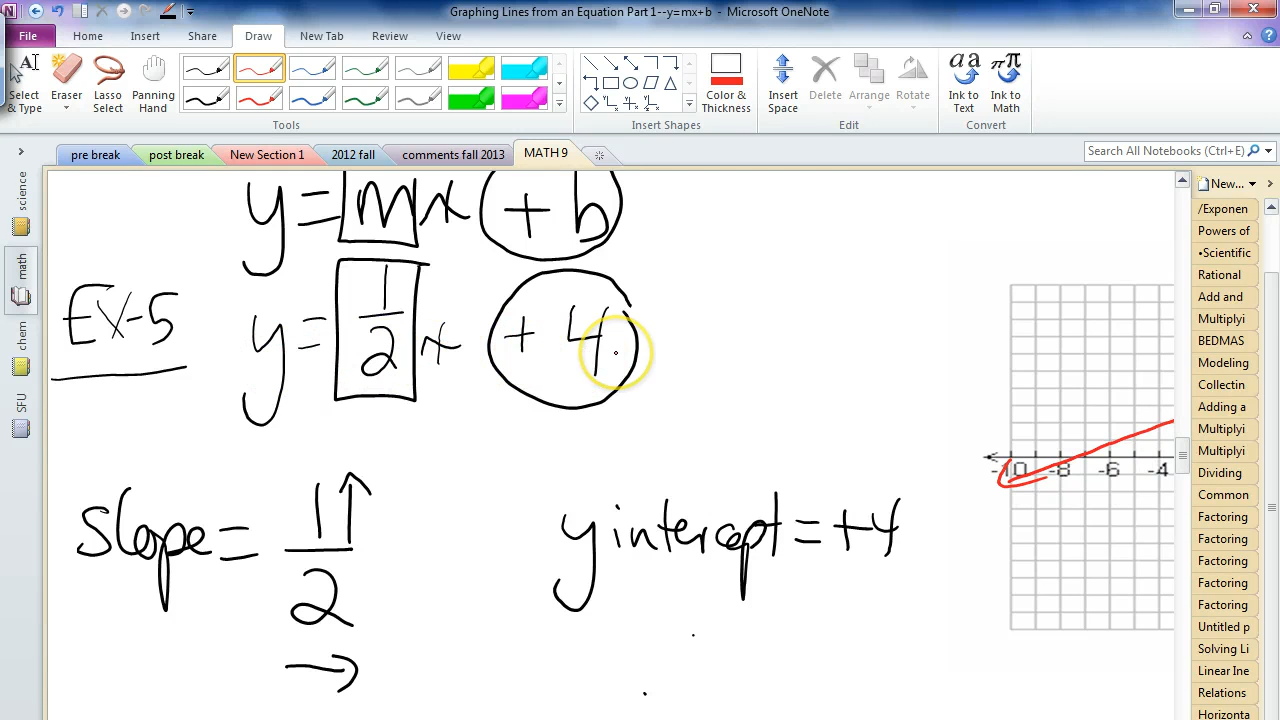 Graphing Lines from an Equation Part 1--y=mx+b - Microsoft OneNote
File Home Insert Share Draw New Tab Review View
Select & Type
Eraser
Lasso Select
Panning Hand
Color & Thickness
Insert Space
Delete
Arrange
Rotate
Ink to Text
Ink to Math
Tools Insert Shapes Edit Convert
pre break post break New Section 1 2012 fall comments fall 2013 MATH 9
Search All Notebooks (Ctrl+E)
science
math
chem
SFU
y=mx + b
EX-5
y = 1/2 x + 4
slope = 1↑
2
→
y intercept = +4
-10 -8 -6 -4
New...
/Exponen
Powers of
•Scientific
Rational
Add and
Multiplyi
BEDMAS
Modeling
Collectin
Adding a
Multiplyi
Multiplyi
Dividing
Common
Factoring
Factoring
Factoring
Factoring
Factoring
Untitled p
Solving Li
Linear Ine
Relations
Horizonta